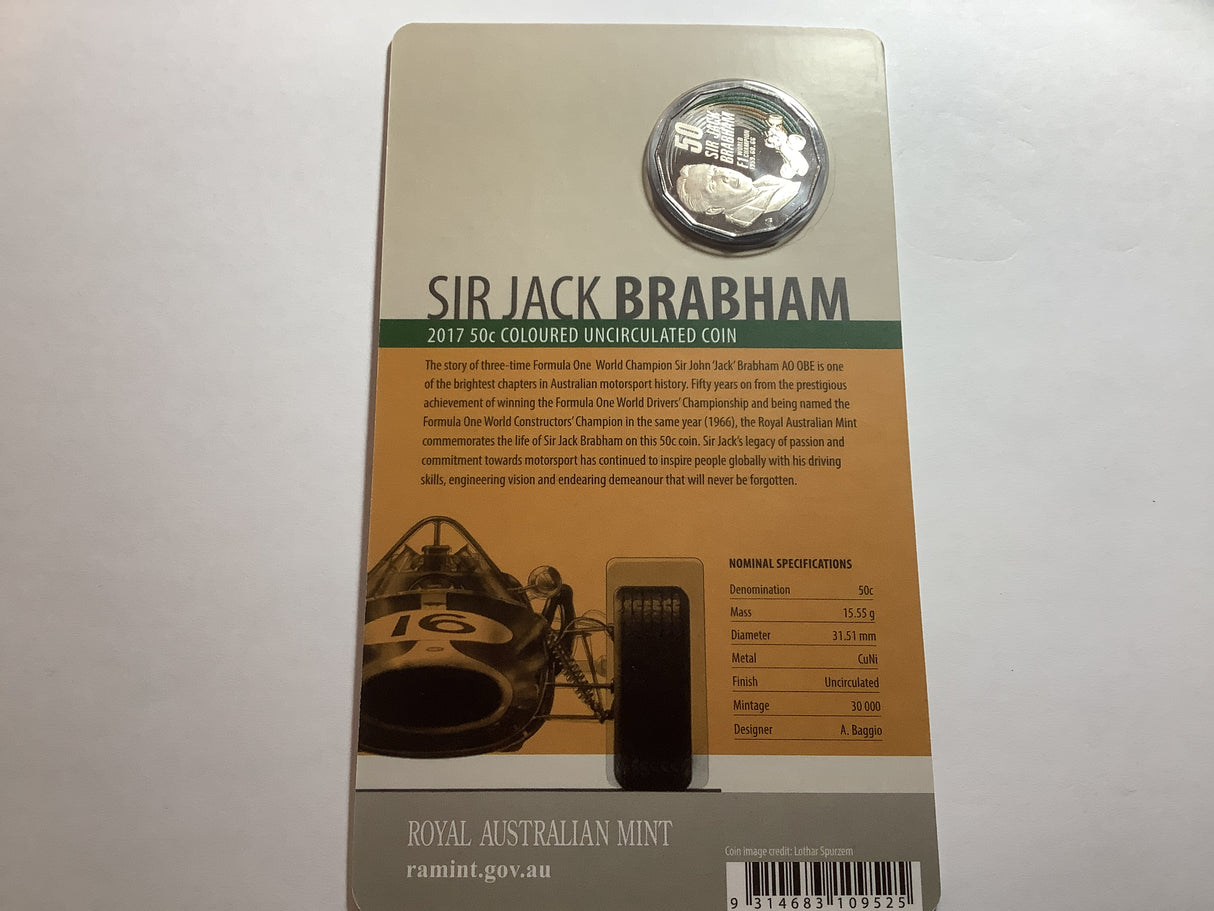 50
SIR JACK
BRABHAM
F1 WORLD
CHAMPION
1959.60.66
SIR JACK BRABHAM
2017 50c COLOURED UNCIRCULATED COIN
The story of three-time Formula One World Champion Sir John 'Jack' Brabham AO OBE is one
of the brightest chapters in Australian motorsport history. Fifty years on from the prestigious
achievement of winning the Formula One World Drivers' Championship and being named the
Formula One World Constructors' Champion in the same year (1966), the Royal Australian Mint
commemorates the life of Sir Jack Brabham on this 50c coin. Sir Jack's legacy of passion and
commitment towards motorsport has continued to inspire people globally with his driving
skills, engineering vision and endearing demeanour that will never be forgotten.
16
NOMINAL SPECIFICATIONS
Denomination 50c
Mass 15.55 g
Diameter 31.51 mm
Metal CuNi
Finish Uncirculated
Mintage 30 000
Designer A. Baggio
ROYAL AUSTRALIAN MINT
ramint.gov.au
Coin image credit: Lothar Spurzem
9 314683 109525